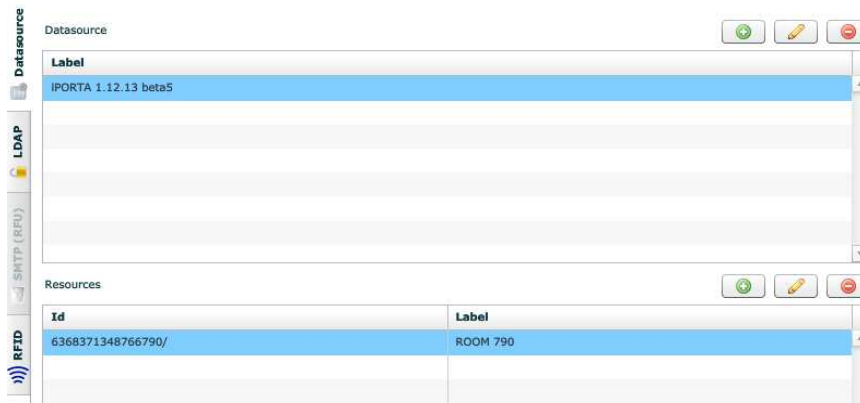 Datasource
LDAP
SMTP (RFU)
RFID
Datasource
Label
iPORTA 1.12.13 beta5
Resources
Id Label
6368371348766790/ ROOM 790